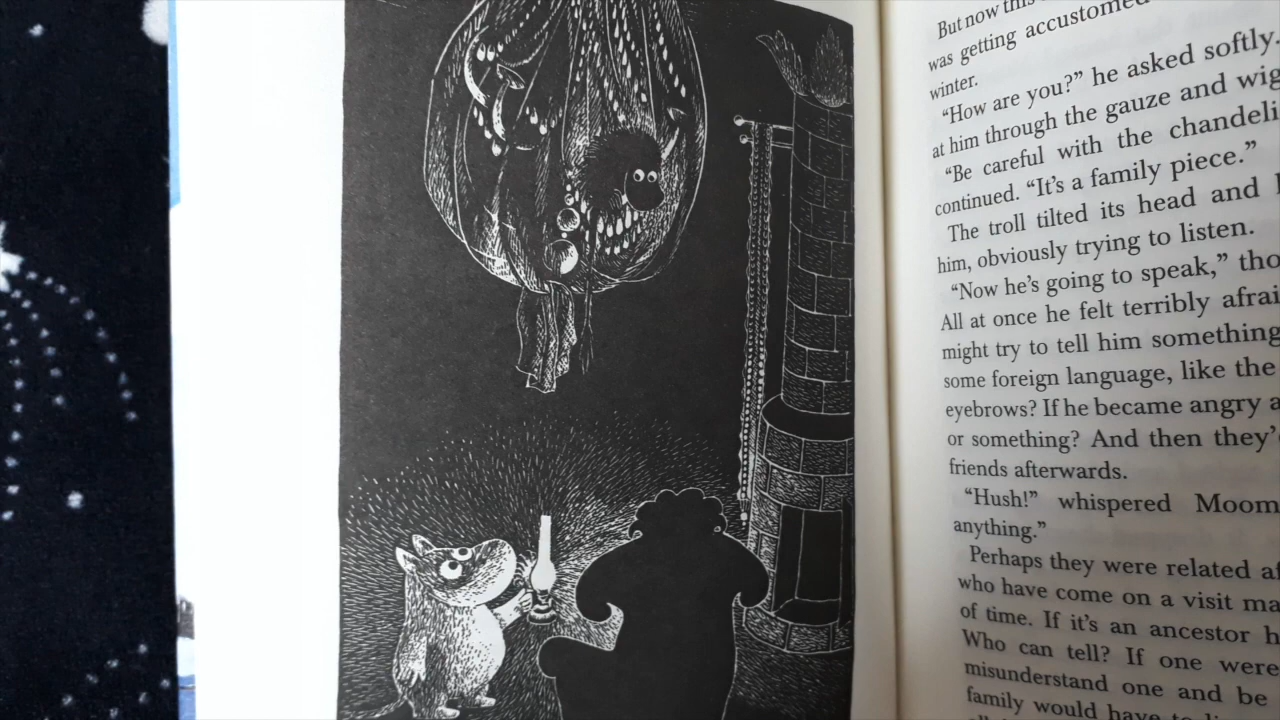 But now this
was getting accustomed
winter.
“How are you?” he asked softly.
at him through the gauze and wig
“Be careful with the chandeli
continued. “It’s a family piece.”
The troll tilted its head and
him, obviously trying to listen.
“Now he’s going to speak,” tho
All at once he felt terribly afrai
might try to tell him something
some foreign language, like the
eyebrows? If he became angry a
or something? And then they’
friends afterwards.
“Hush!” whispered Moom
anything.”
Perhaps they were related af
who have come on a visit ma
of time. If it’s an ancestor h
Who can tell? If one were
misunderstand one and be
family would have to